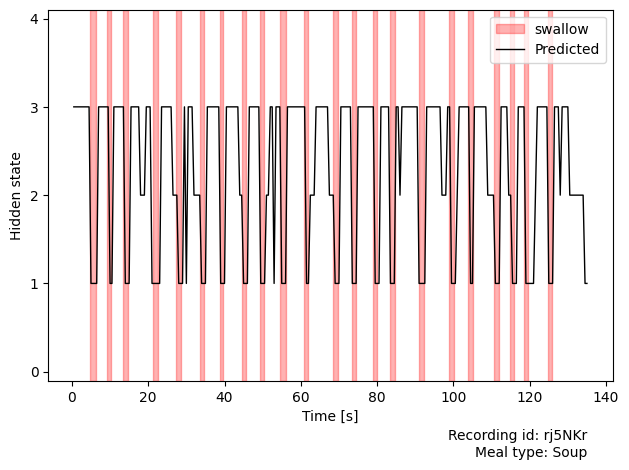 4
3
2
1
0
Hidden state
swallow
Predicted
0
20
40
60
80
100
120
140
Time [s]
Recording id: rj5NKr
Meal type: Soup